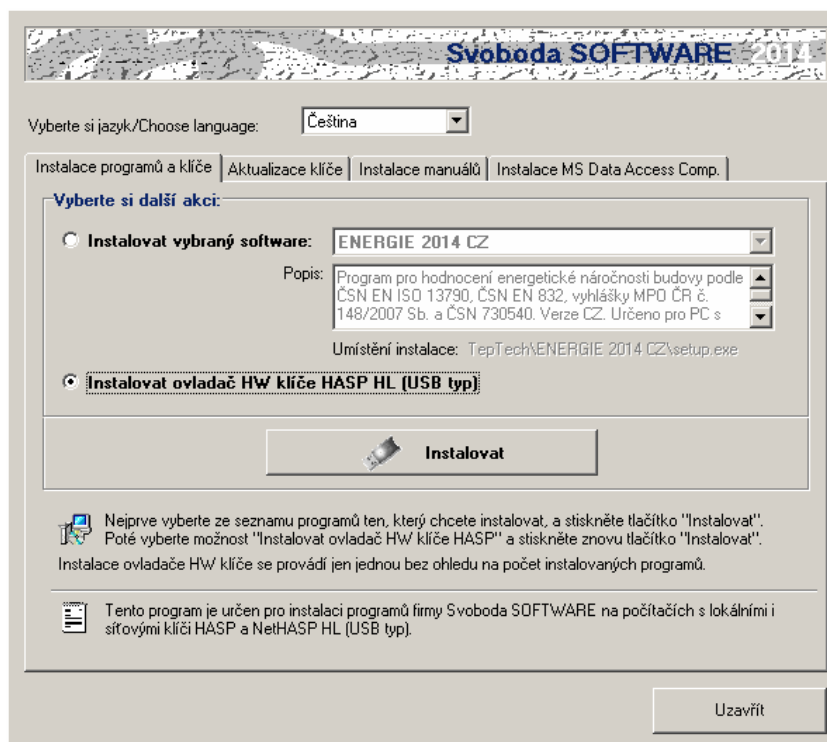 Svoboda SOFTWARE 2014
Vyberte si jazyk/Choose language: Čeština
Instalace programů a klíče Aktualizace klíče Instalace manuálů Instalace MS Data Access Comp.
Vyberte si další akci:
Instalovat vybraný software: ENERGIE 2014 CZ
Popis: Program pro hodnocení energetické náročnosti budovy podle
ČSN EN ISO 13790, ČSN EN 832, vyhlášky MPO ČR č.
148/2007 Sb. a ČSN 730540. Verze CZ. Určeno pro PC s
Umístění instalace: TepTech\ENERGIE 2014 CZ\setup.exe
Instalovat ovladač HW klíče HASP HL (USB typ)
Instalovat
Nejprve vyberte ze seznamu programů ten, který chcete instalovat, a stiskněte tlačítko "Instalovat".
Poté vyberte možnost "Instalovat ovladač HW klíče HASP" a stiskněte znovu tlačítko "Instalovat".
Instalace ovladače HW klíče se provádí jen jednou bez ohledu na počet instalovaných programů.
Tento program je určen pro instalaci programů firmy Svoboda SOFTWARE na počítačích s lokálními i
síťovými klíči HASP a NetHASP HL (USB typ).
Uzavřít